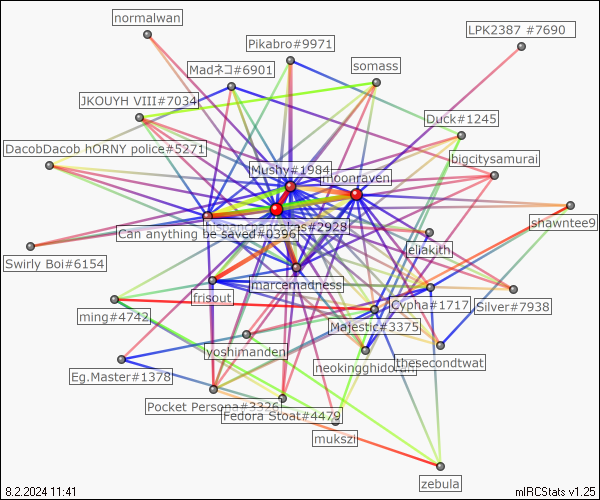 normalwan
LPK2387 #7690
Pikabro#9971
Madネコ#6901
somass
JKOUYH VIII#7034
Duck#1245
DacobDacob hORNY police#5271
bigcitysamurai
Mushy#1984
moonraven
shawntee9
#2928
Can anything be saved#0396
eliakith
Swirly Boi#6154
marcemadness
frisout
Cypha#1717
Silver#7938
ming#4742
Majestic#3375
yoshimanden
thesecondtwat
Eg.Master#1378
Pocket Persona#3326
Fedora Stoat#4479
mukszi
zebula
8.2.2024 11:41
mIRCStats v1.25